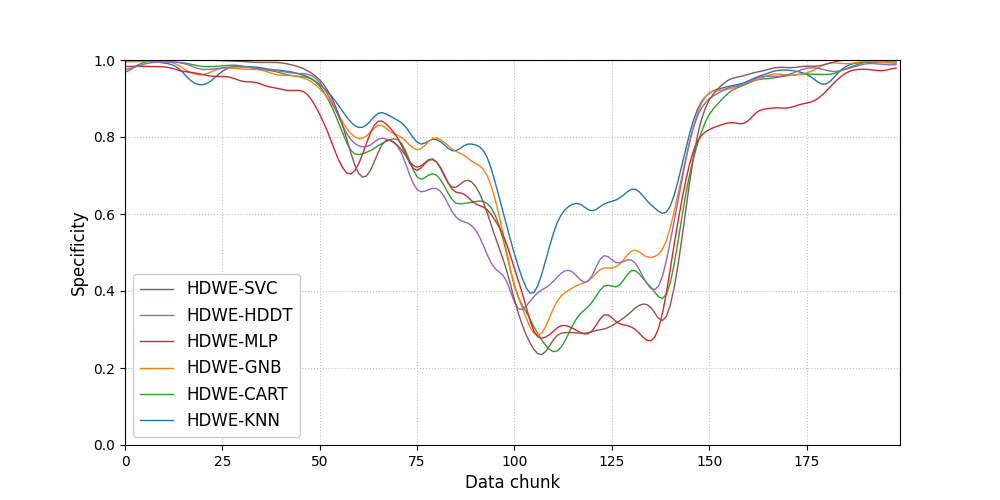 1.0
0.8
0.6
0.4
0.2
0.0
Specificity
HDWE-SVC
HDWE-HDDT
HDWE-MLP
HDWE-GNB
HDWE-CART
HDWE-KNN
0 25 50 75 100 125 150 175
Data chunk